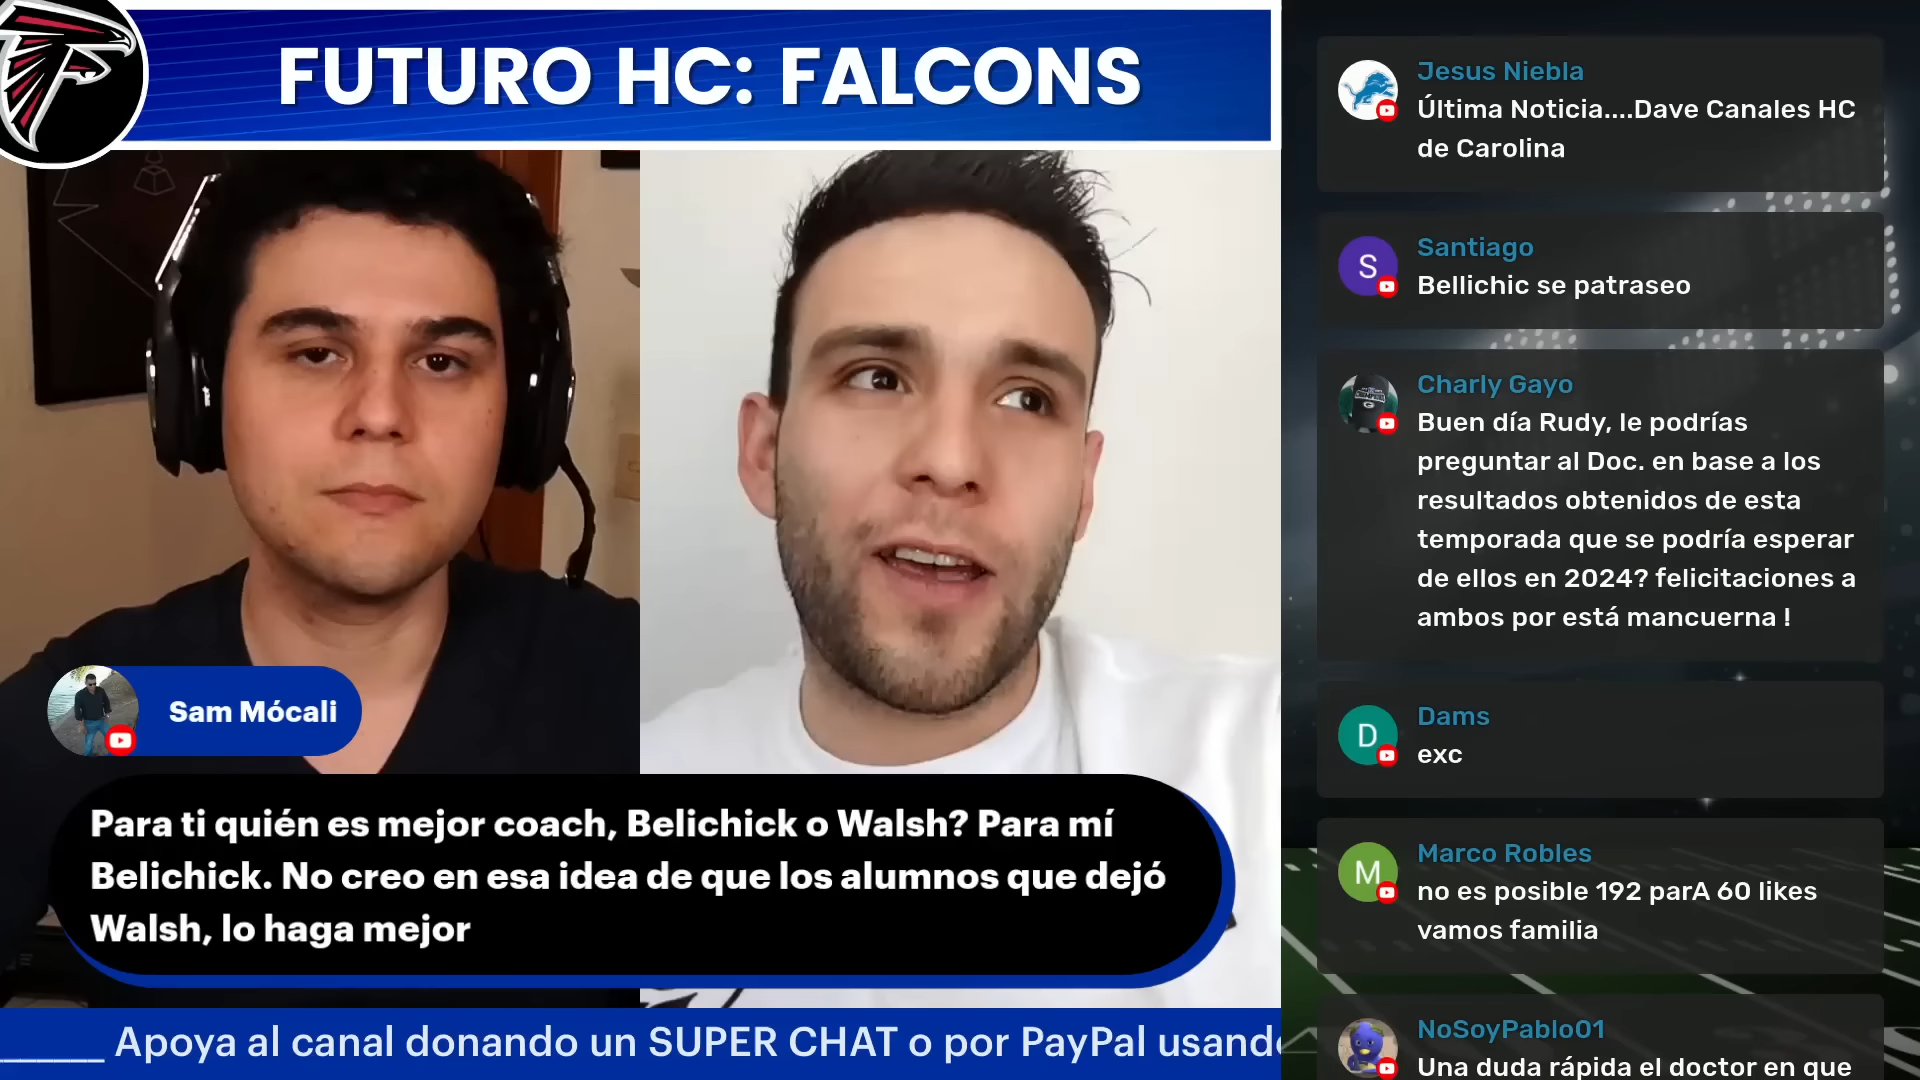 FUTURO HC: FALCONS
Sam Mócali
Para ti quién es mejor coach, Belichick o Walsh? Para mí
Belichick. No creo en esa idea de que los alumnos que dejó
Walsh, lo haga mejor
Apoya al canal donando un SUPER CHAT o por PayPal usando
Jesus Niebla
Última Noticia....Dave Canales HC
de Carolina
S
Santiago
Bellichic se patraseo
Charly Gayo
Buen día Rudy, le podrías
preguntar al Doc. en base a los
resultados obtenidos de esta
temporada que se podría esperar
de ellos en 2024? felicitaciones a
ambos por está mancuerna !
D
Dams
exc
M
Marco Robles
no es posible 192 parA 60 likes
vamos familia
NoSoyPablo01
Una duda rápida el doctor en que